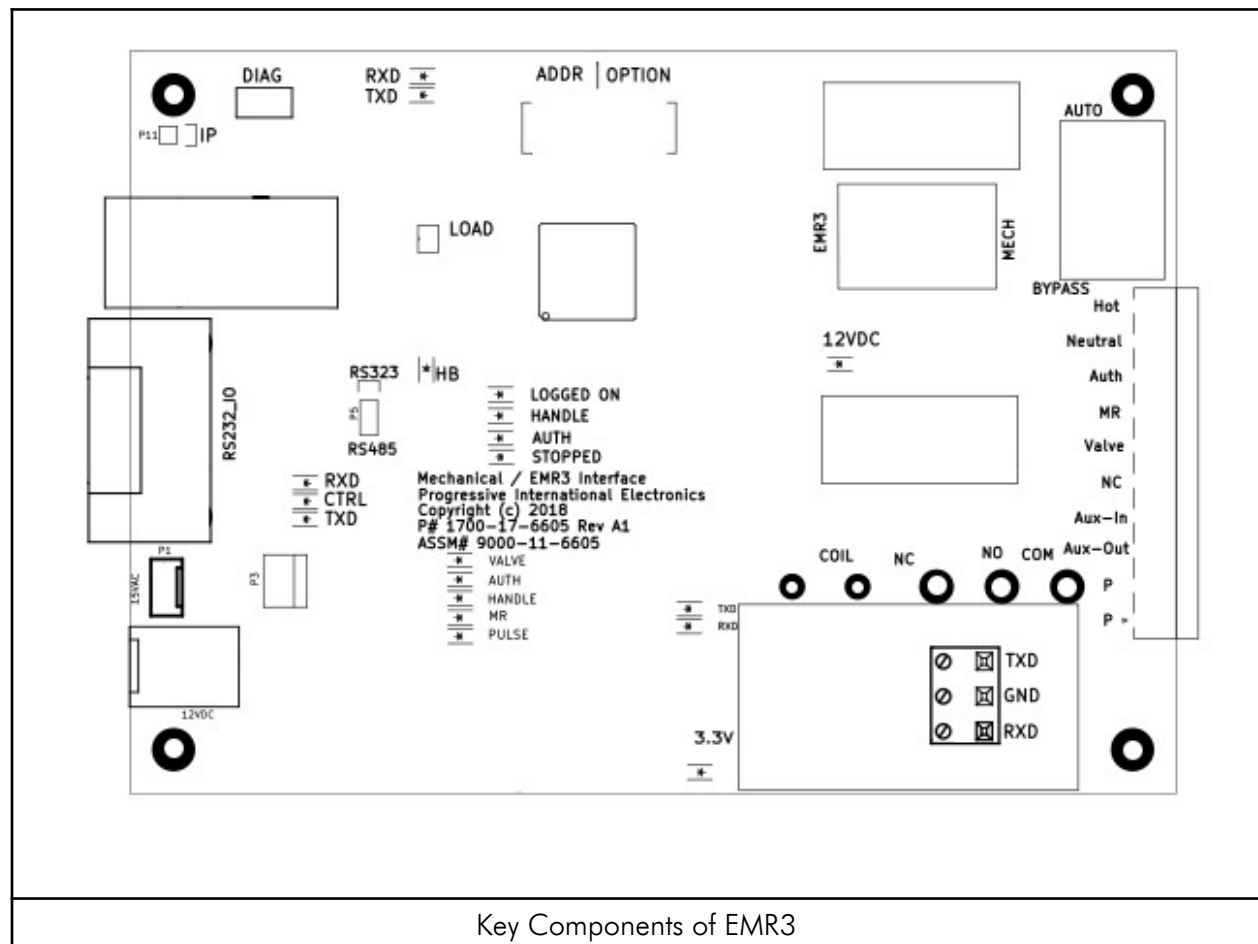 DIAG
RXD
TXD
ADDR | OPTION
AUTO
P11
IP
LOAD
EMR3
MECH
BYPASS
Hot
Neutral
Auth
MR
Valve
NC
Aux-In
Aux-Out
P
P
12VDC
RS232_IO
RS323
P5
RS485
*HB
LOGGED ON
HANDLE
AUTH
STOPPED
RXD
CTRL
TXD
Mechanical / EMR3 Interface
Progressive International Electronics
Copyright (c) 2018
P# 1700-17-6605 Rev A1
ASSM# 9000-11-6605
VALVE
AUTH
HANDLE
MR
PULSE
P1
15VAC
P3
12VDC
COIL
NC
NO
COM
TXD
RXD
TXD
GND
RXD
3.3V
Key Components of EMR3